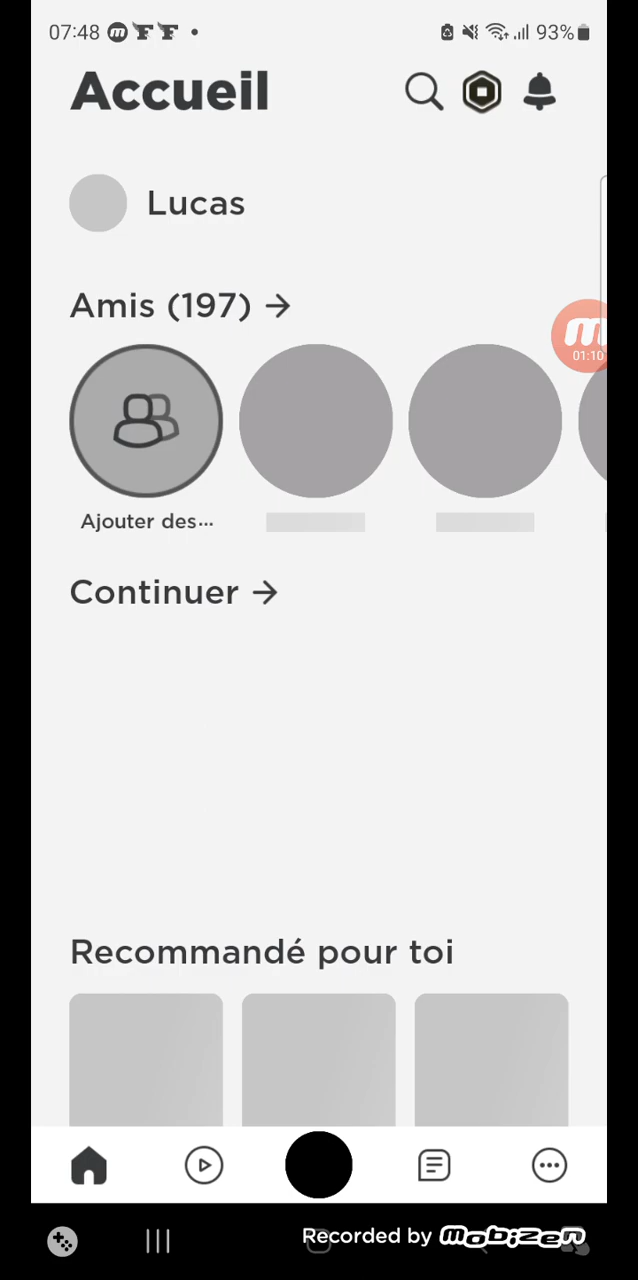 07:48
93%
Accueil
Lucas
Amis (197)
01:10
Ajouter des...
Continuer
Recommandé pour toi
Recorded by mobizen